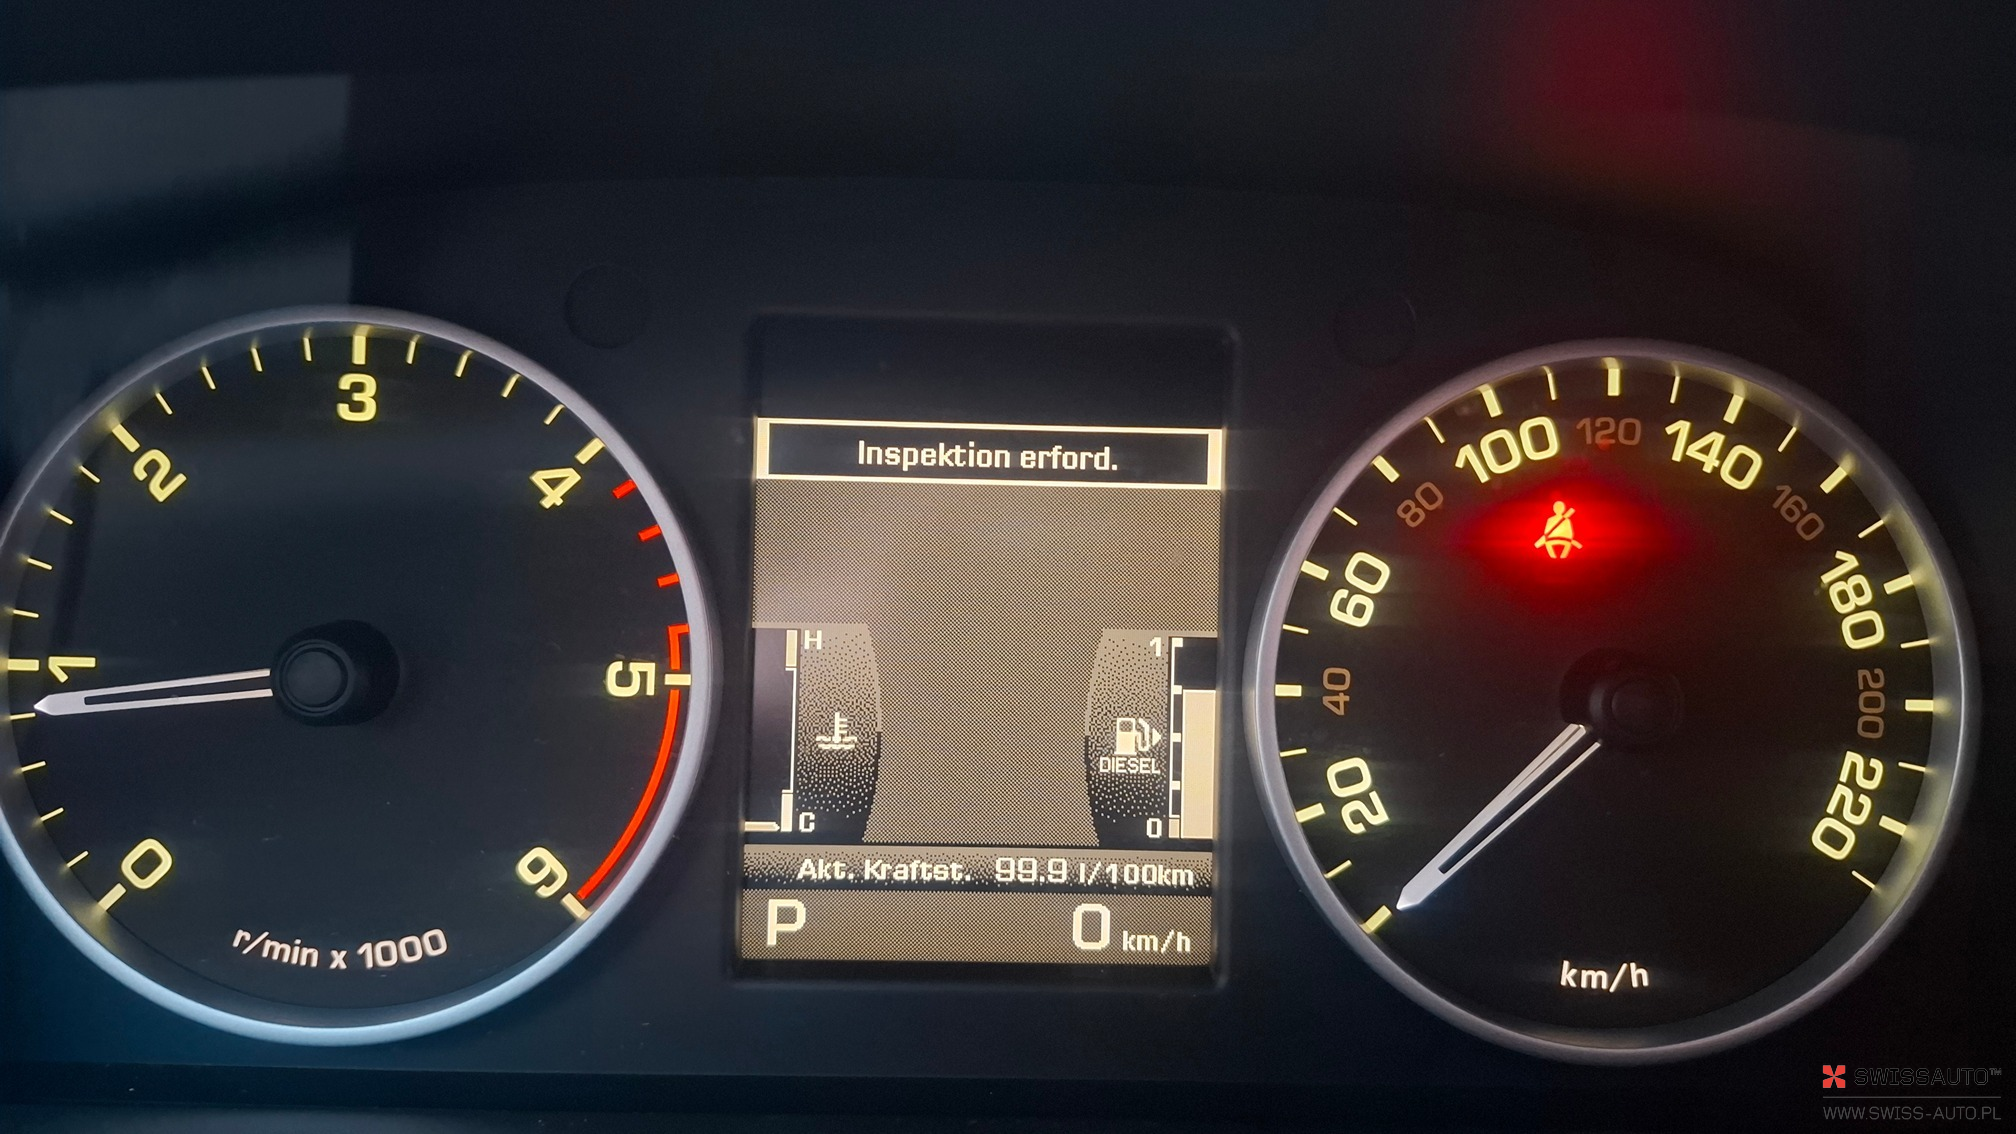 0
1
2
3
4
5
6
r/min x 1000
Inspektion erford.
H
C
1
DIESEL
0
Akt. Kraftst. 99.9 l/100km
P 0 km/h
20
40
60
80
100
120
140
160
180
200
220
km/h
SWISSAUTO™
WWW.SWISS-AUTO.PL